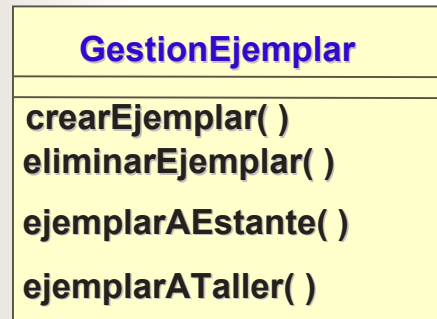 GestionEjemplar
crearEjemplar( )
eliminarEjemplar( )
ejemplarAEstante( )
ejemplarATaller( )